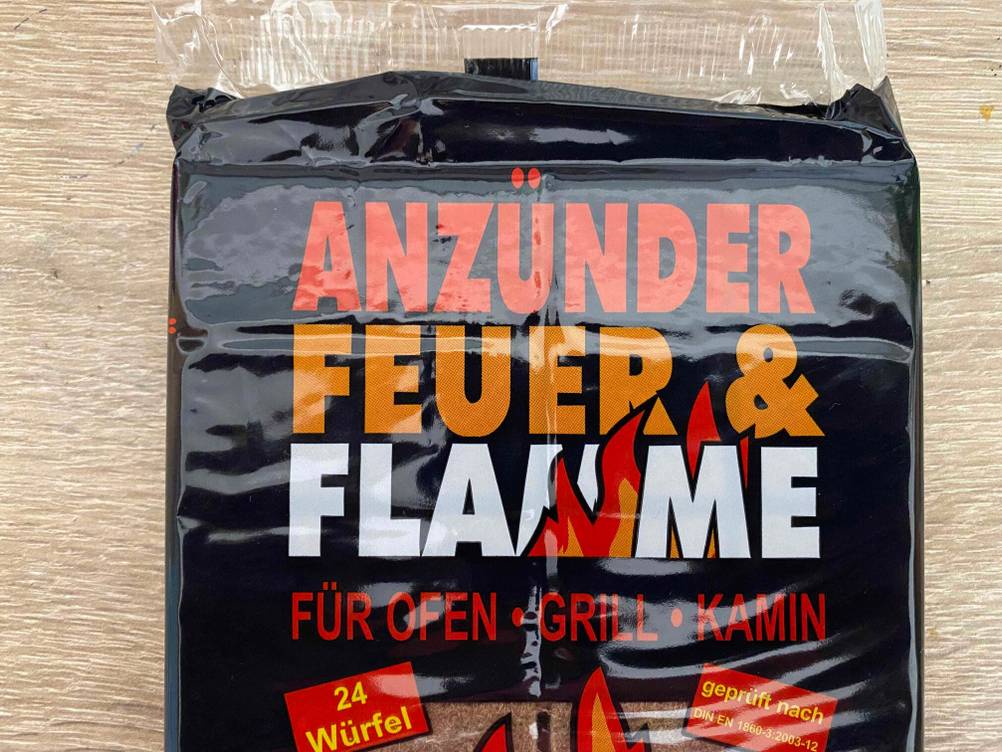 ANZÜNDER
FEUER &
FLAMME
FÜR OFEN • GRILL • KAMIN
24
Würfel
geprüft nach
DIN EN 1860-3:2003-12